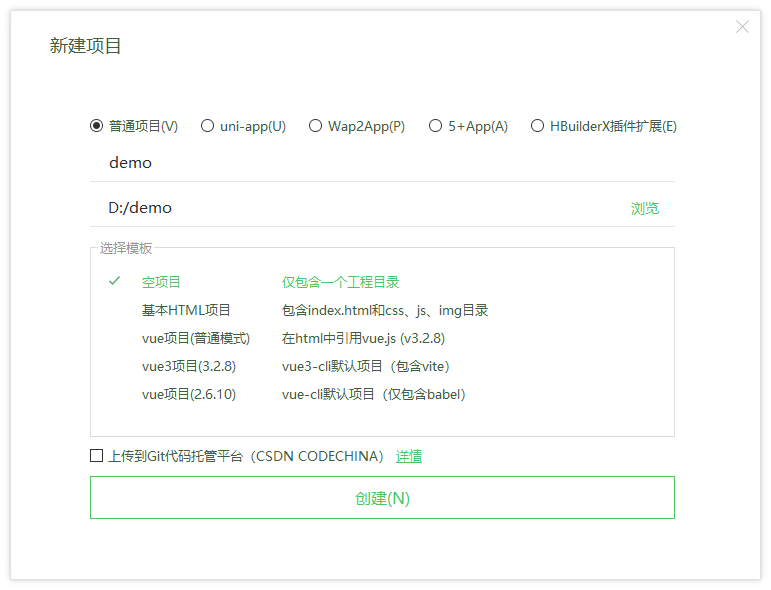 新建项目
普通项目(V) uni-app(U) Wap2App(P) 5+App(A) HBuilderX插件扩展(E)
demo
D:/demo 浏览
选择模板
空项目 仅包含一个工程目录
基本HTML项目 包含index.html和css、js、img目录
vue项目(普通模式) 在html中引用vue.js (v3.2.8)
vue3项目(3.2.8) vue3-cli默认项目（包含vite）
vue项目(2.6.10) vue-cli默认项目（仅包含babel）
上传到Git代码托管平台（CSDN CODECHINA） 详情
创建(N)